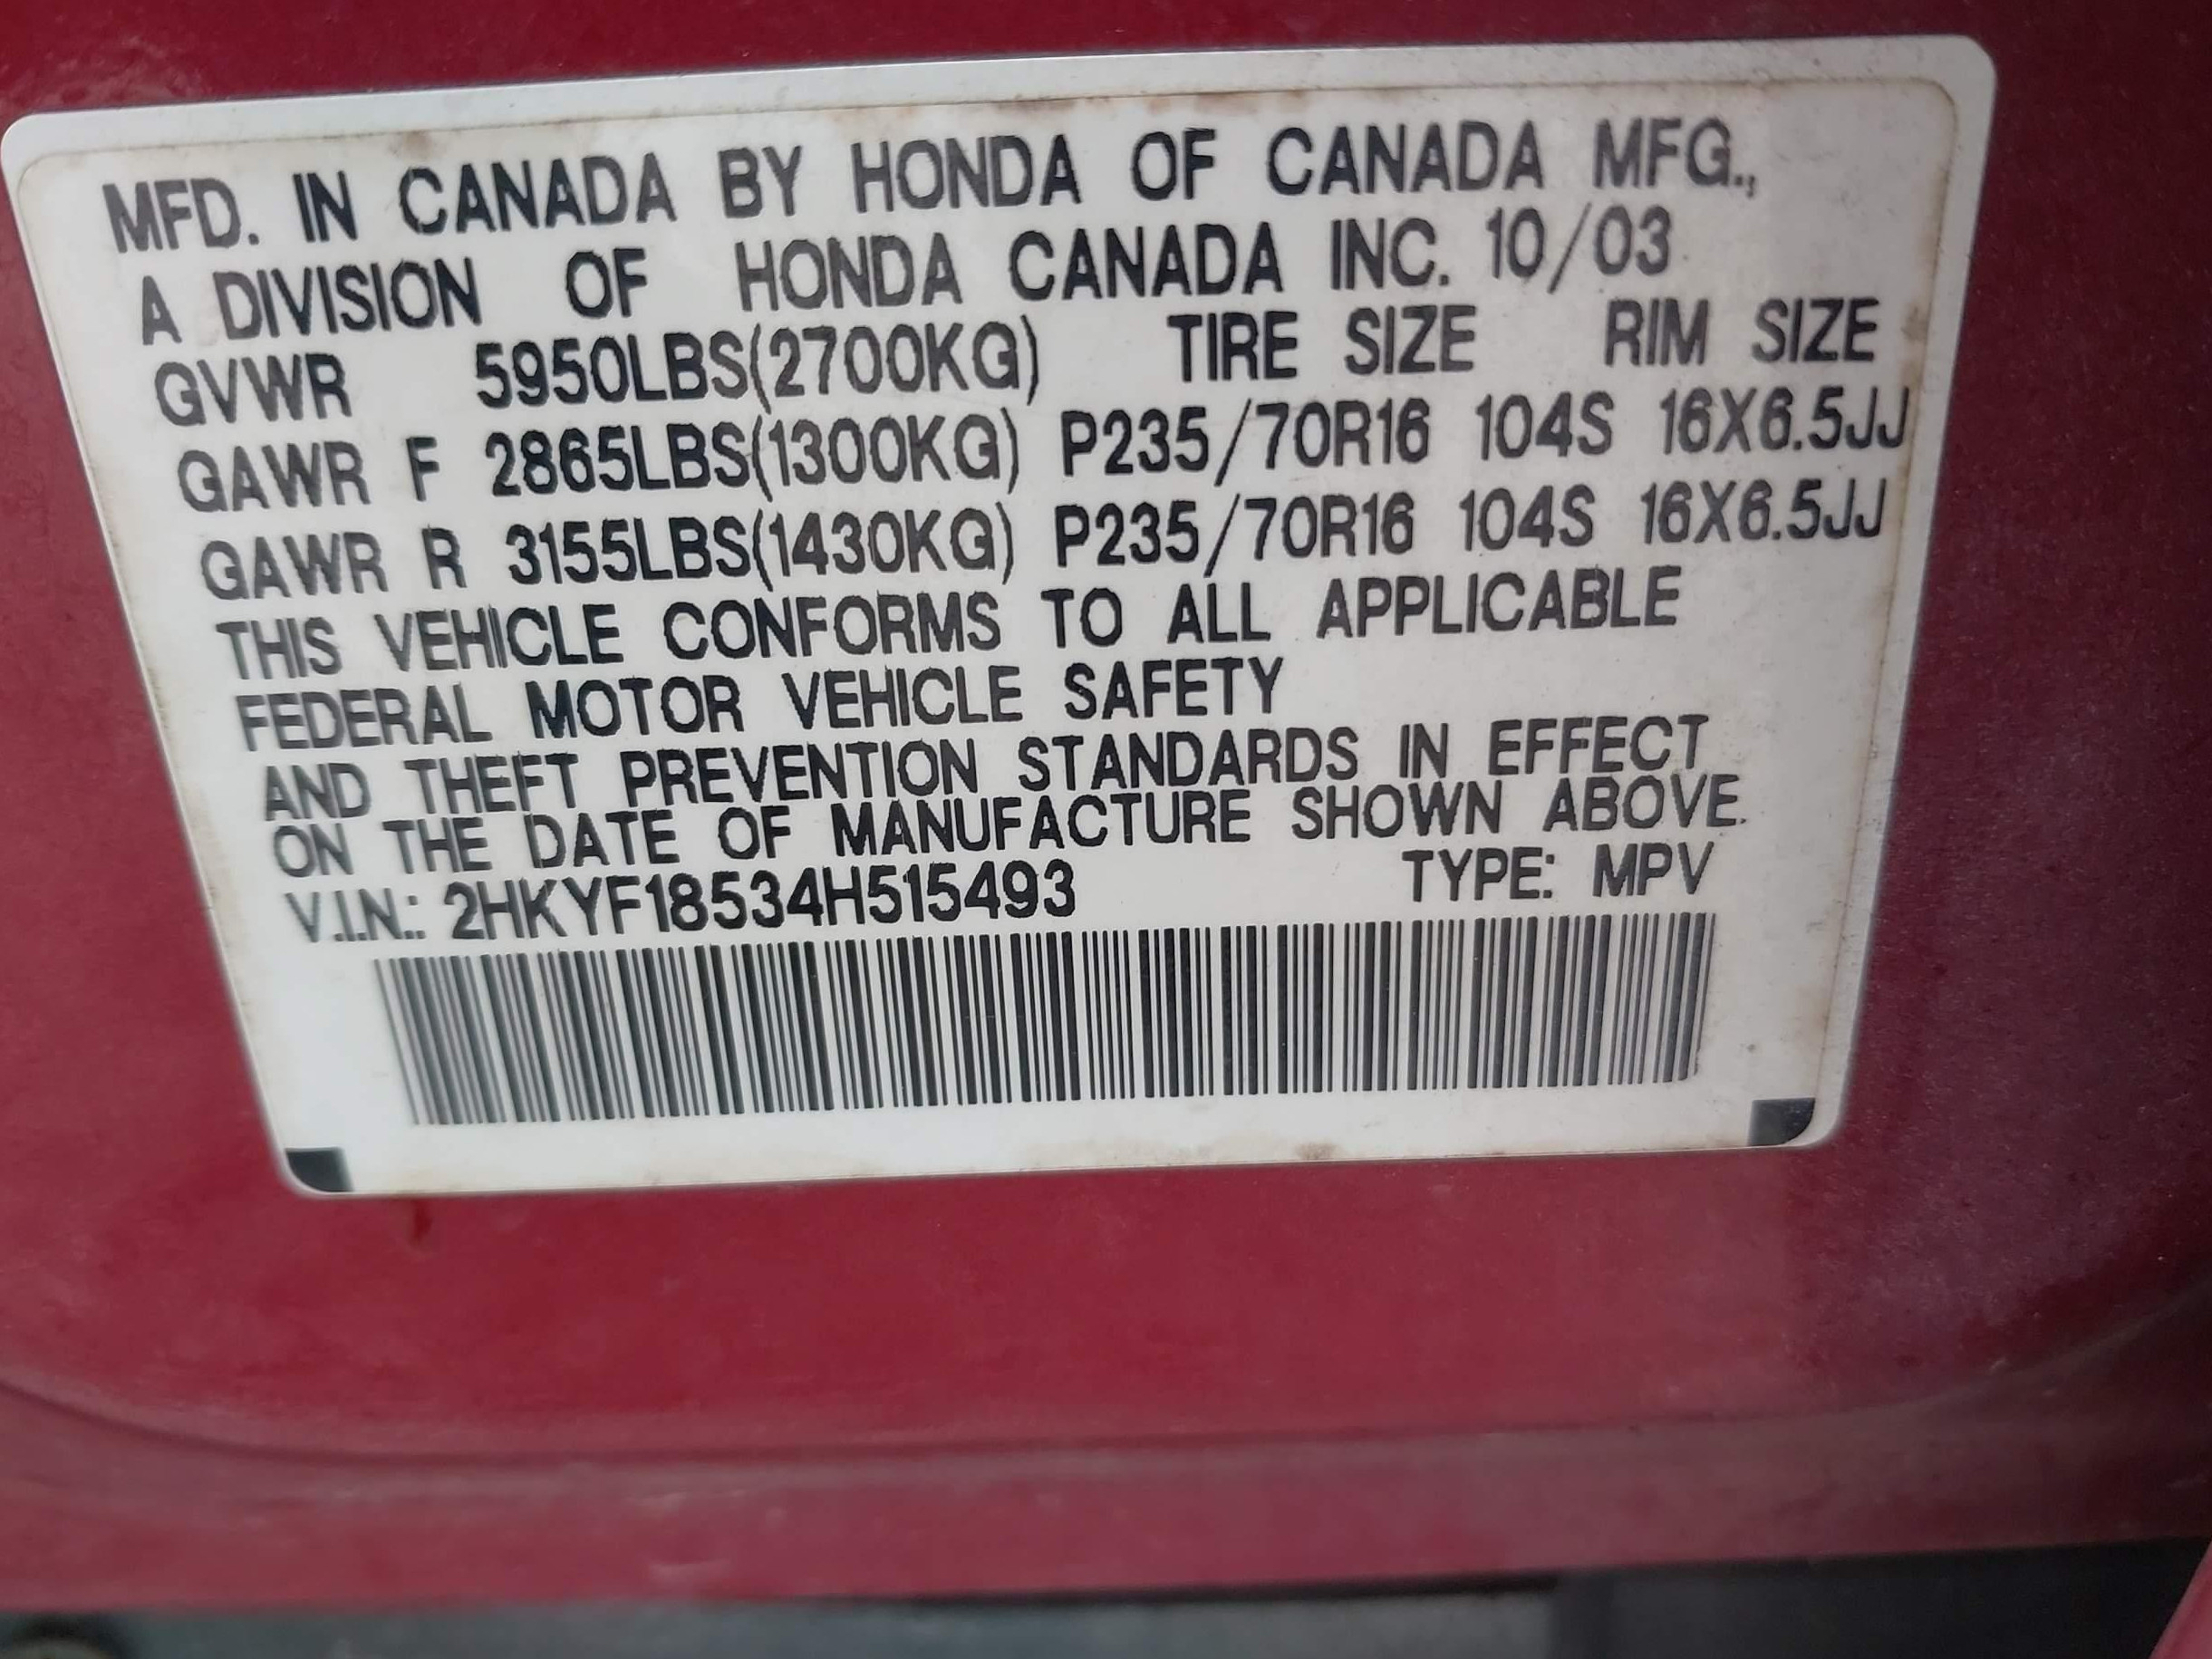 MFD. IN CANADA BY HONDA OF CANADA MFG.,
A DIVISION OF HONDA CANADA INC. 10/03
GVWR 5950LBS(2700KG) TIRE SIZE RIM SIZE
GAWR F 2865LBS(1300KG) P235/70R16 104S 16X6.5JJ
GAWR R 3155LBS(1430KG) P235/70R16 104S 16X6.5JJ
THIS VEHICLE CONFORMS TO ALL APPLICABLE
FEDERAL MOTOR VEHICLE SAFETY
AND THEFT PREVENTION STANDARDS IN EFFECT
ON THE DATE OF MANUFACTURE SHOWN ABOVE.
V.I.N.: 2HKYF18534H515493 TYPE: MPV